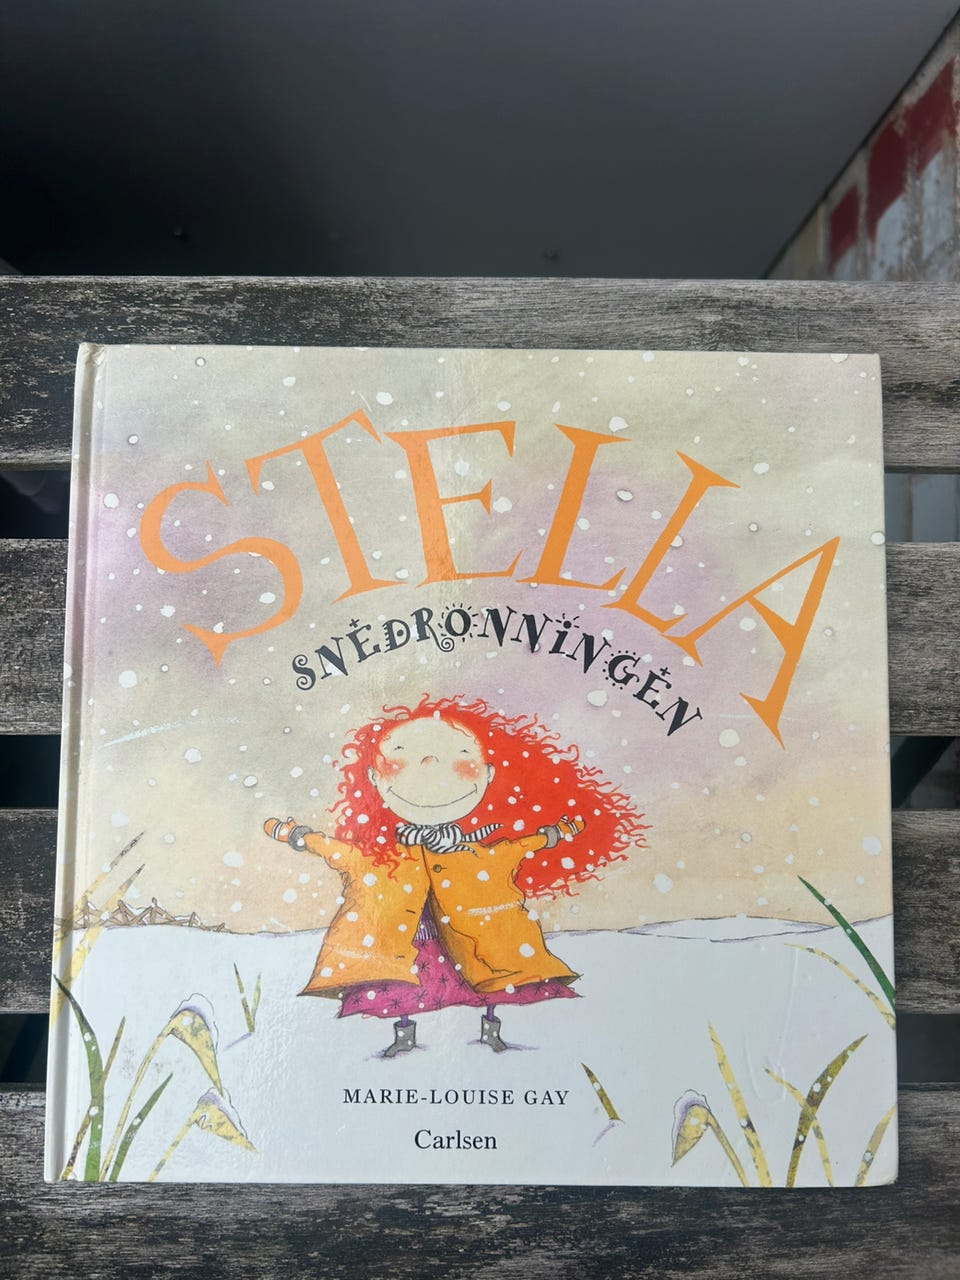 STELLA
SNEDRONNINGEN
MARIE-LOUISE GAY
Carlsen